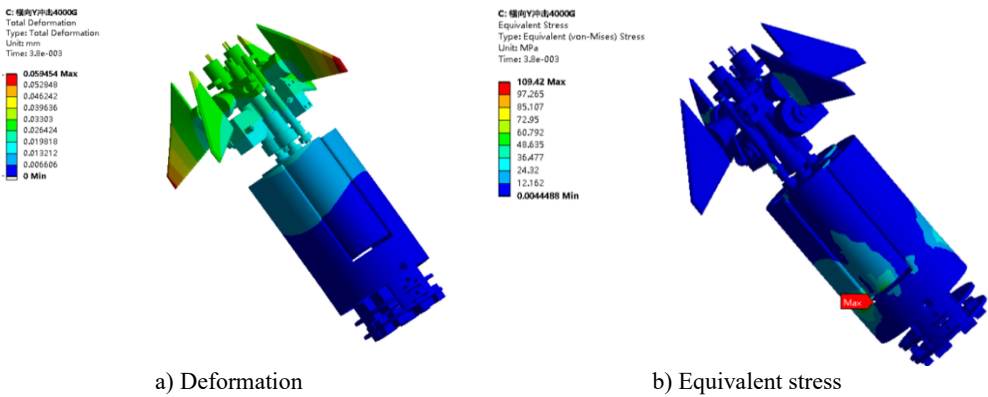 C: 横向Y冲击4000G
Total Deformation
Type: Total Deformation
Unit: mm
Time: 3.8e-003
0.059454 Max
0.052848
0.046242
0.039636
0.03303
0.026424
0.019818
0.013212
0.006606
0 Min
a) Deformation
C: 横向Y冲击4000G
Equivalent Stress
Type: Equivalent (von-Mises) Stress
Unit: MPa
Time: 3.8e-003
109.42 Max
97.265
85.107
72.95
60.792
48.635
36.477
24.32
12.162
0.0044488 Min
Max
b) Equivalent stress